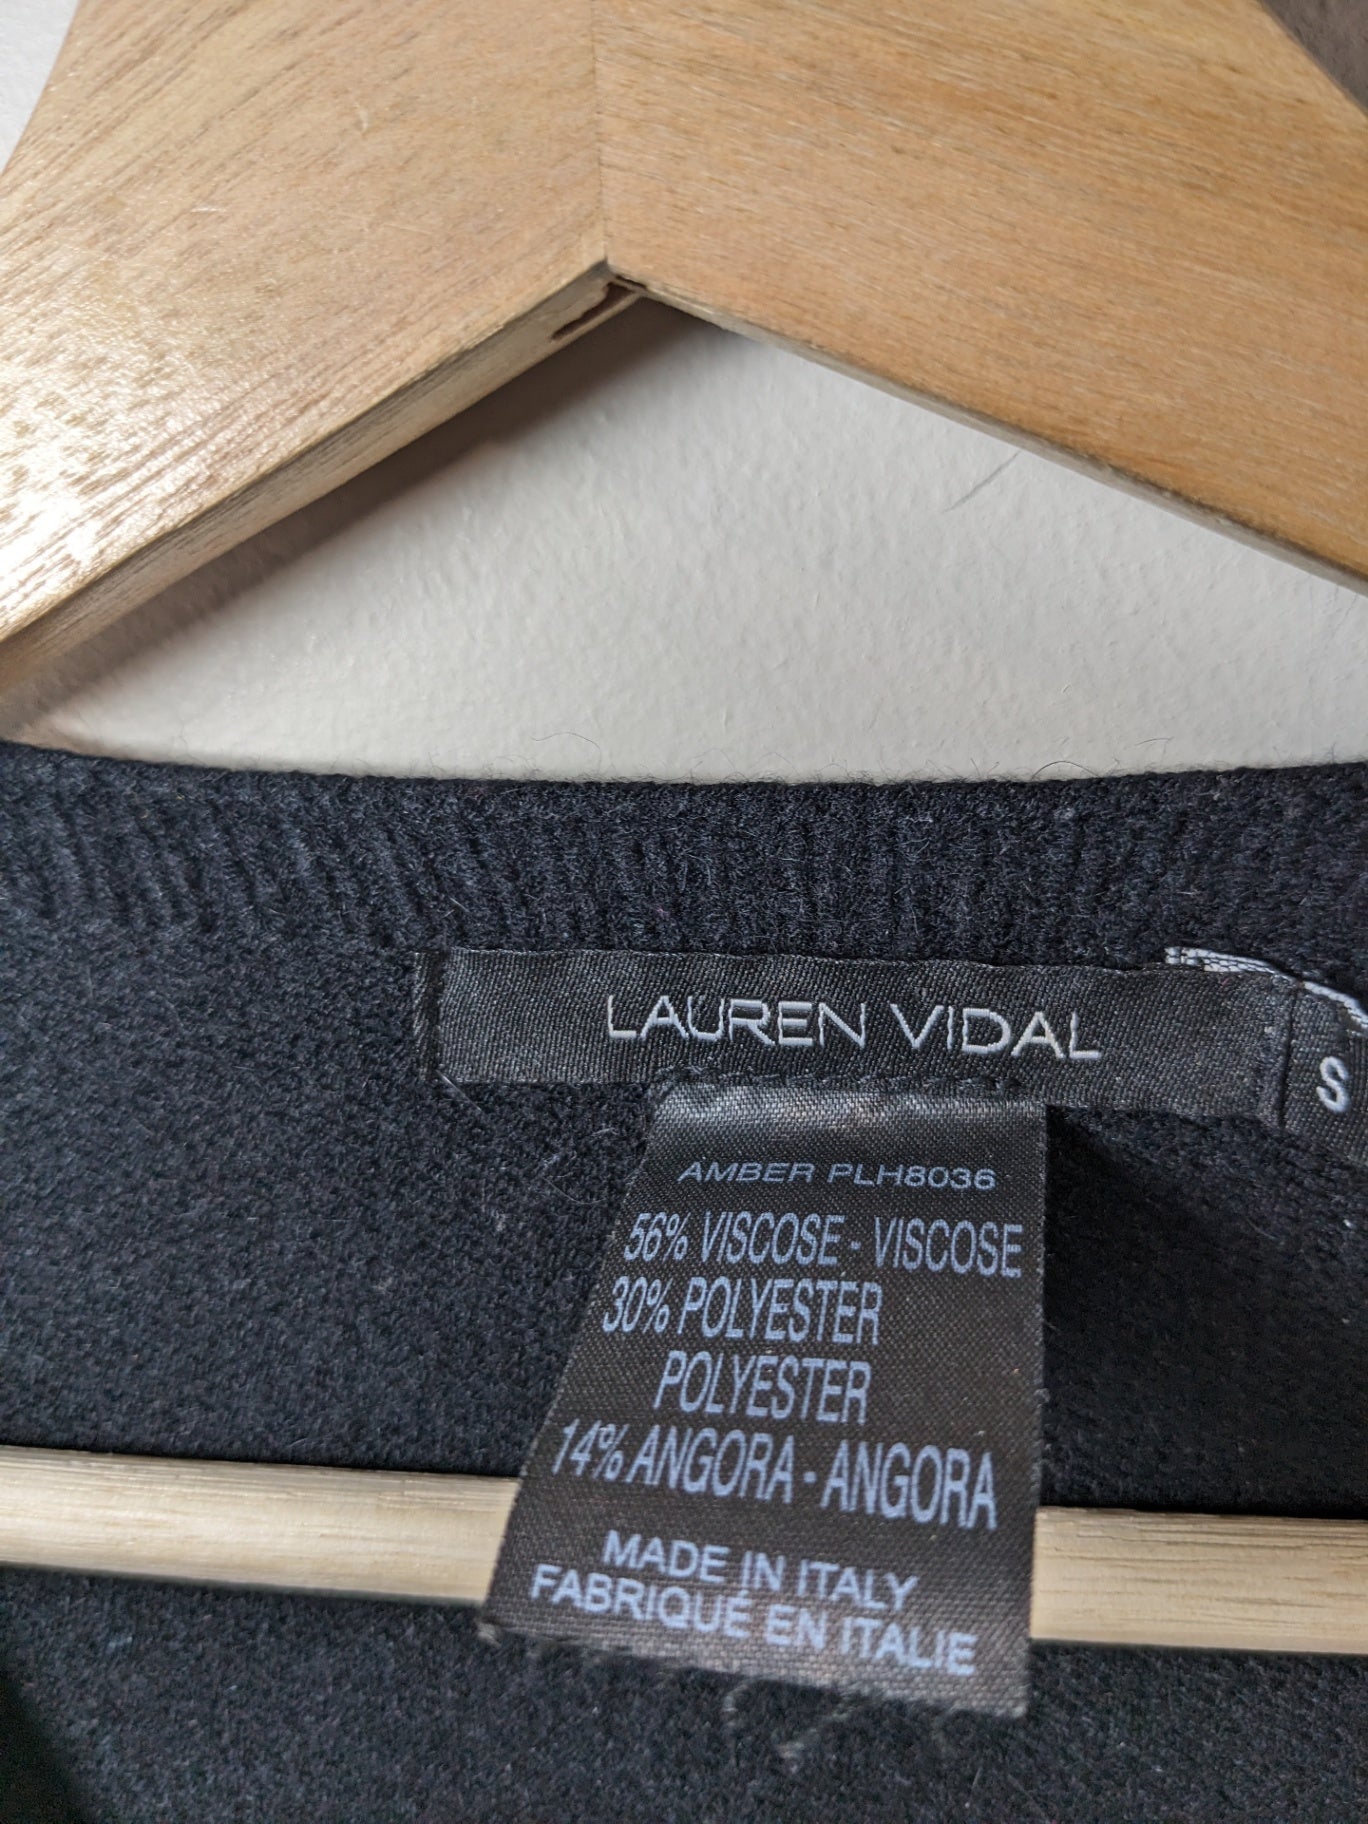 LAUREN VIDAL
S
AMBER PLH8036
56% VISCOSE - VISCOSE
30% POLYESTER
POLYESTER
14% ANGORA - ANGORA
MADE IN ITALY
FABRIQUÉ EN ITALIE